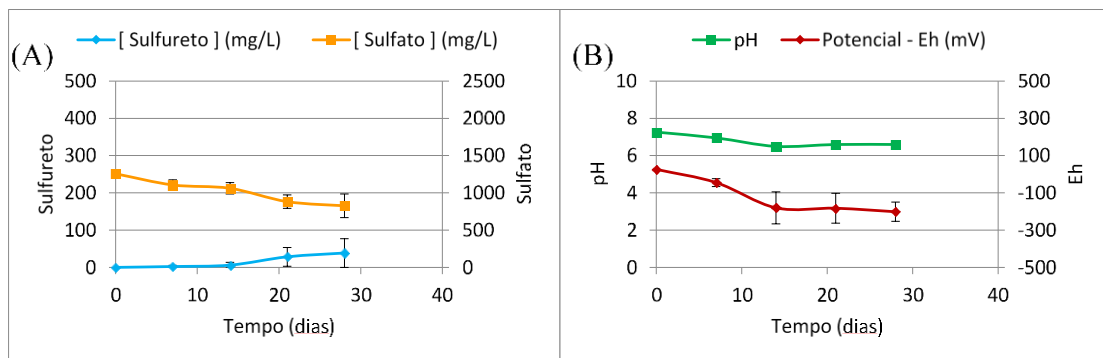 [ Sulfureto ] (mg/L) [ Sulfato ] (mg/L)
(A)
500 2500
400 2000
300 1500
200 1000
100 500
0 0
Sulfureto
Sulfato
0 10 20 30 40
Tempo (dias)
pH Potencial - Eh (mV)
(B)
10 500
8 300
6 100
4 -100
2 -300
0 -500
pH
Eh
0 10 20 30 40
Tempo (dias)